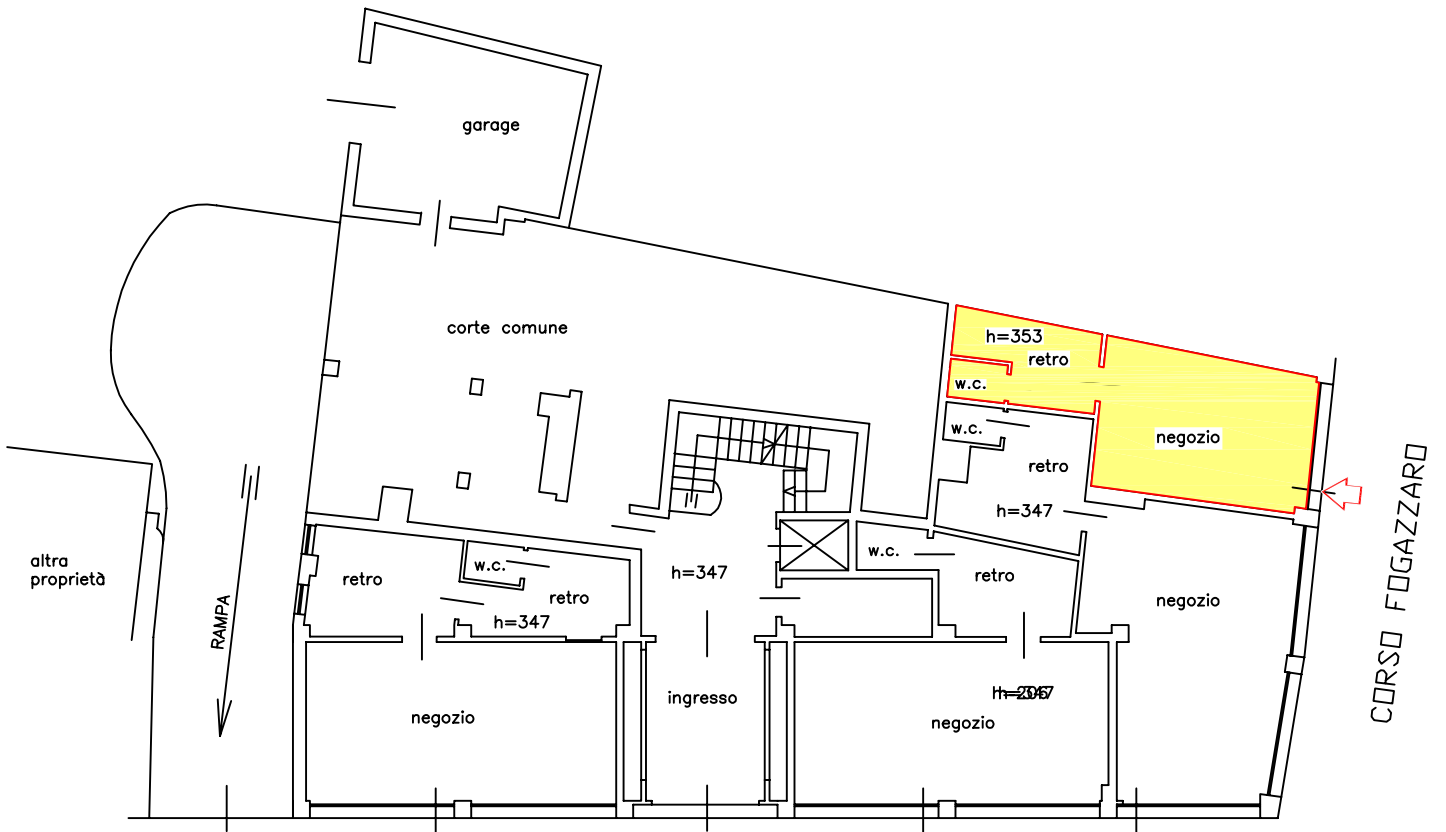 garage
corte comune
h=353
retro
w.c.
negozio
w.c.
retro
h=347
altra
proprietà
RAMPA
retro
w.c.
retro
h=347
h=347
w.c.
retro
negozio
ingresso
negozio
negozio
CORSO FOGAZZARO